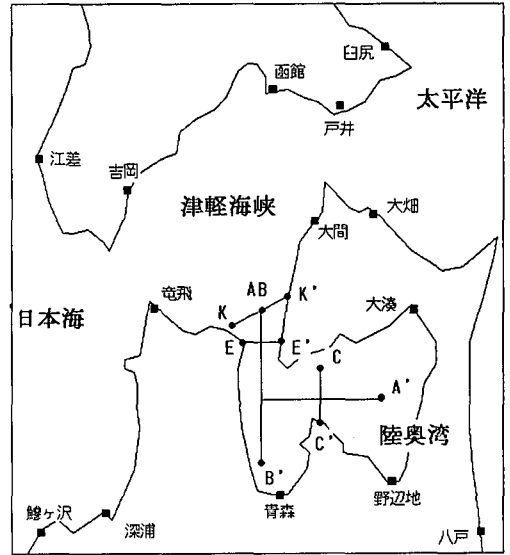 臼尻
函館
太平洋
戸井
江差
吉岡
津軽海峡
大畑
大間
竜飛
AB
K'
大湊
日本海
K
E
E'
C
A'
陸奥湾
C'
B'
青森
野辺地
鰺ヶ沢
深浦
八戸